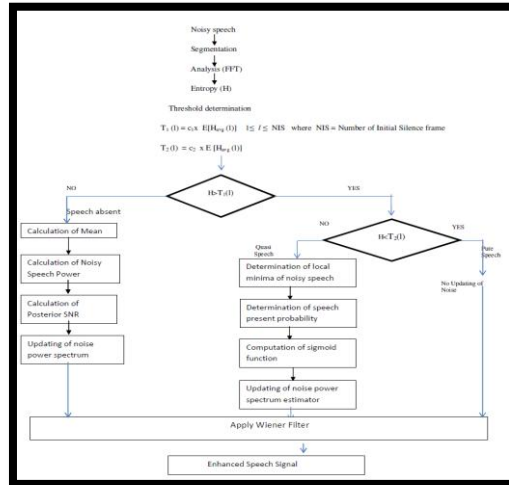 Noisy speech
Segmentation
Analysis (FFT)
Entropy (H)
Threshold determination
T₁ (l) = c₁x E[Havg (l)] 1≤ l ≤ NIS where NIS = Number of Initial Silence frame
T₂ (l) = c₂ x E [Havg (l)]
NO
H>T₁(l)
YES
Speech absent
Calculation of Mean
Calculation of Noisy
Speech Power
Calculation of
Posterior SNR
Updating of noise
power spectrum
NO
H<T₂(l)
YES
Quasi
Speech
Pure
Speech
Determination of local
minima of noisy speech
Determination of speech
present probability
Computation of sigmoid
function
Updating of noise power
spectrum estimator
No Updating of
Noise
Apply Wiener Filter
Enhanced Speech Signal